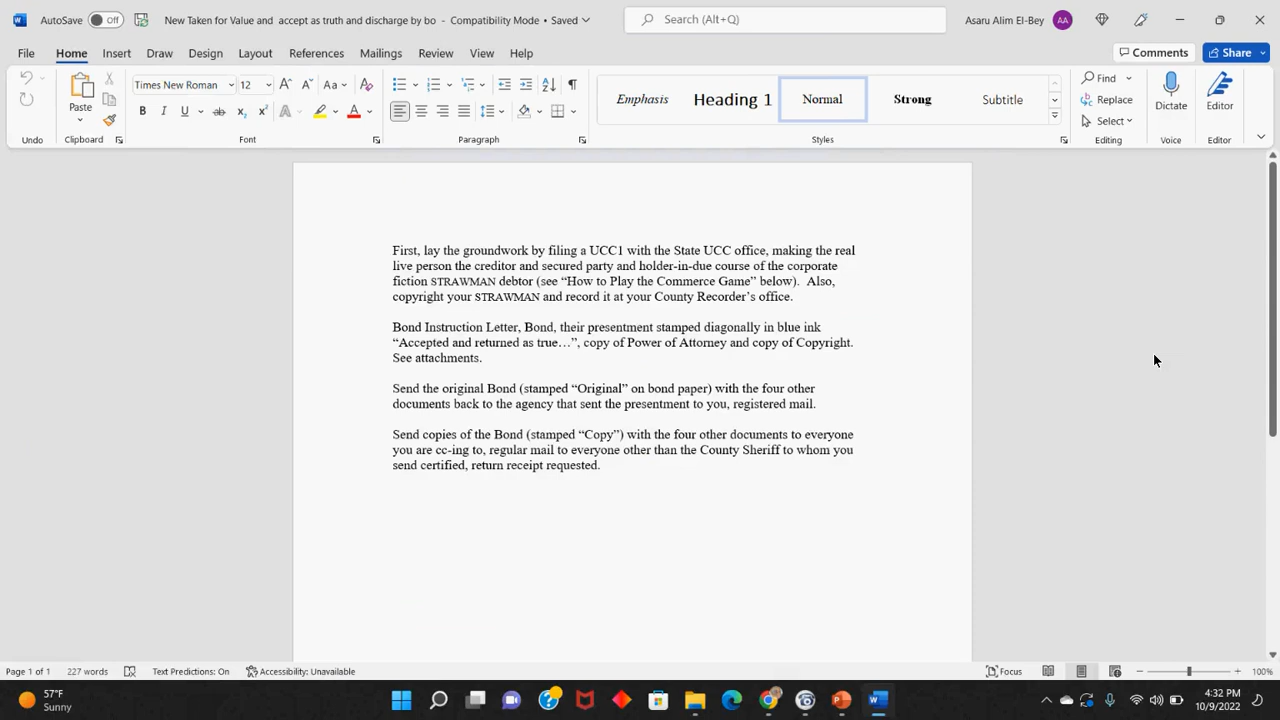 AutoSave Off New Taken for Value and accept as truth and discharge by bo - Compatibility Mode • Saved Search (Alt+Q) Asaru Alim El-Bey AA
File Home Insert Draw Design Layout References Mailings Review View Help Comments Share
Times New Roman 12 Emphasis Heading 1 Normal Strong Subtitle
Paste Find Replace Select Dictate Editor
Undo Clipboard Font Paragraph Styles Editing Voice Editor
First, lay the groundwork by filing a UCC1 with the State UCC office, making the real
live person the creditor and secured party and holder-in-due course of the corporate
fiction STRAWMAN debtor (see “How to Play the Commerce Game” below). Also,
copyright your STRAWMAN and record it at your County Recorder’s office.
Bond Instruction Letter, Bond, their presentment stamped diagonally in blue ink
“Accepted and returned as true…”, copy of Power of Attorney and copy of Copyright.
See attachments.
Send the original Bond (stamped “Original” on bond paper) with the four other
documents back to the agency that sent the presentment to you, registered mail.
Send copies of the Bond (stamped “Copy”) with the four other documents to everyone
you are cc-ing to, regular mail to everyone other than the County Sheriff to whom you
send certified, return receipt requested.
Page 1 of 1 227 words Text Predictions: On Accessibility: Unavailable Focus 100%
57°F
Sunny
4:32 PM
10/9/2022